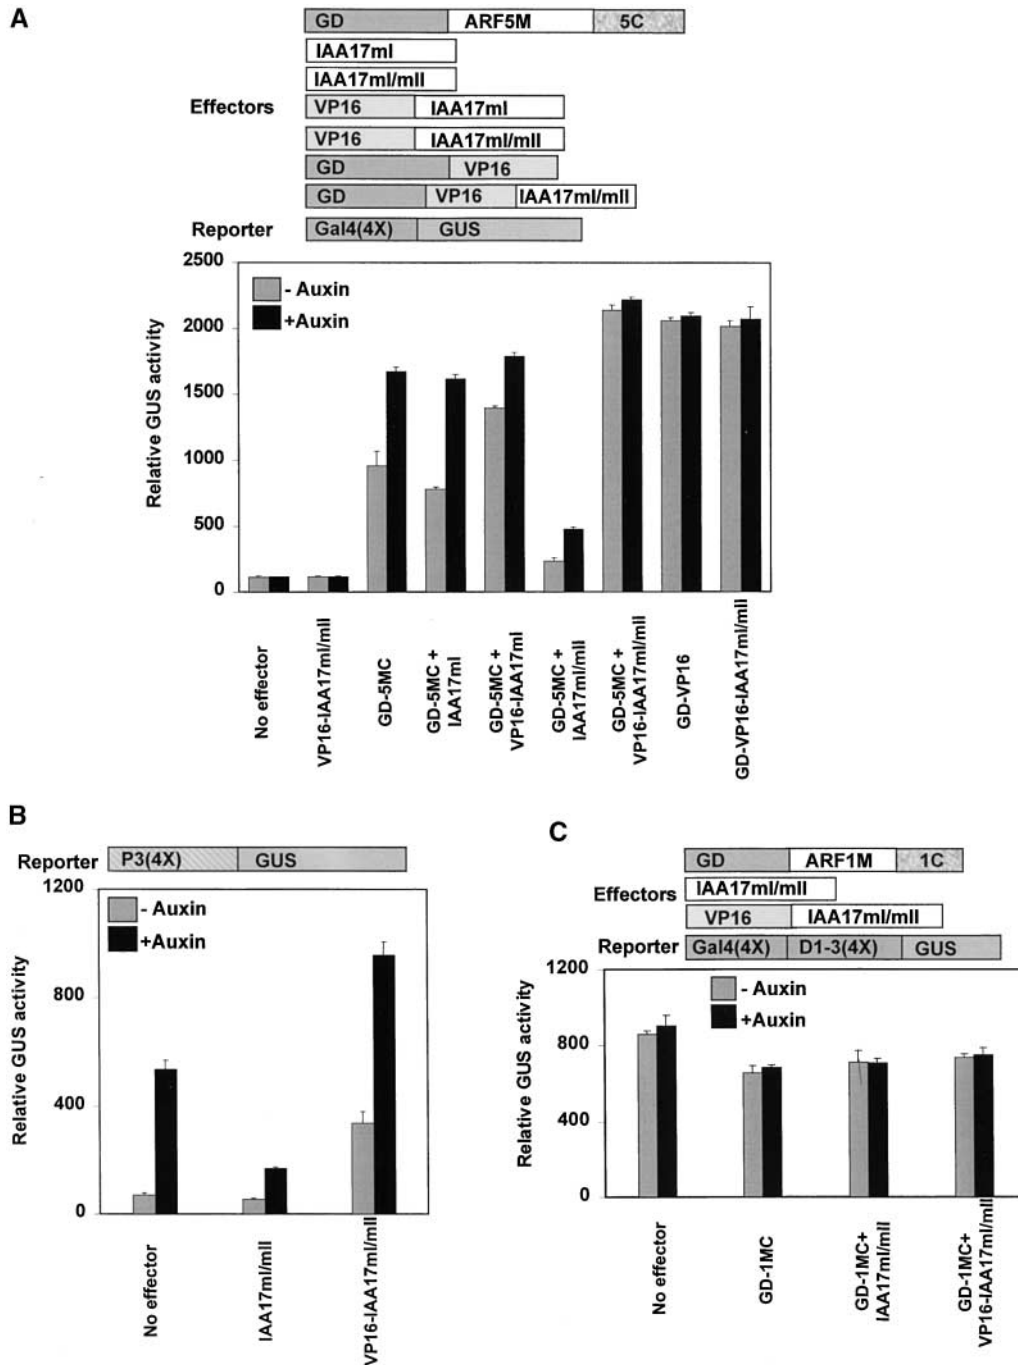 A
GD ARF5M 5C
IAA17mI
IAA17mI/mII
Effectors VP16 IAA17mI
VP16 IAA17mI/mII
GD VP16
GD VP16 IAA17mI/mII
Reporter Gal4(4X) GUS
2500
2000
1500
1000
500
0
Relative GUS activity
- Auxin
+Auxin
No effector
VP16-IAA17mI/mII
GD-5MC
GD-5MC +
IAA17mI
GD-5MC +
VP16-IAA17mI
GD-5MC +
IAA17mI/mII
GD-5MC +
VP16-IAA17mI/mII
GD-VP16
GD-VP16-IAA17mI/mII
B
Reporter P3(4X) GUS
1200
800
400
0
Relative GUS activity
- Auxin
+Auxin
No effector
IAA17mI/mII
VP16-IAA17mI/mII
C
GD ARF1M 1C
Effectors IAA17mI/mII
VP16 IAA17mI/mII
Reporter Gal4(4X) D1-3(4X) GUS
1200
800
400
0
Relative GUS activity
- Auxin
+Auxin
No effector
GD-1MC
GD-1MC+
IAA17mI/mII
GD-1MC+
VP16-IAA17mI/mII